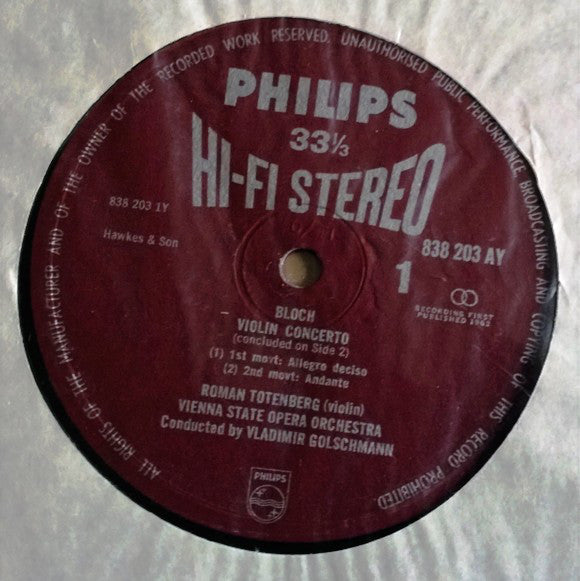 ALL RIGHTS OF THE MANUFACTURER AND OF THE OWNER OF THE RECORDED WORK RESERVED. UNAUTHORISED PUBLIC PERFORMANCE BROADCASTING AND COPYING OF THIS RECORD PROHIBITED.
PHILIPS
33⅓
HI-FI STEREO
838 203 1Y
838 203 AY
Hawkes & Son
1
RECORDING FIRST
PUBLISHED 1962
BLOCH
VIOLIN CONCERTO
(concluded on Side 2)
(1) 1st movt: Allegro deciso
(2) 2nd movt: Andante
ROMAN TOTENBERG (violin)
VIENNA STATE OPERA ORCHESTRA
Conducted by VLADIMIR GOLSCHMANN
PHILIPS